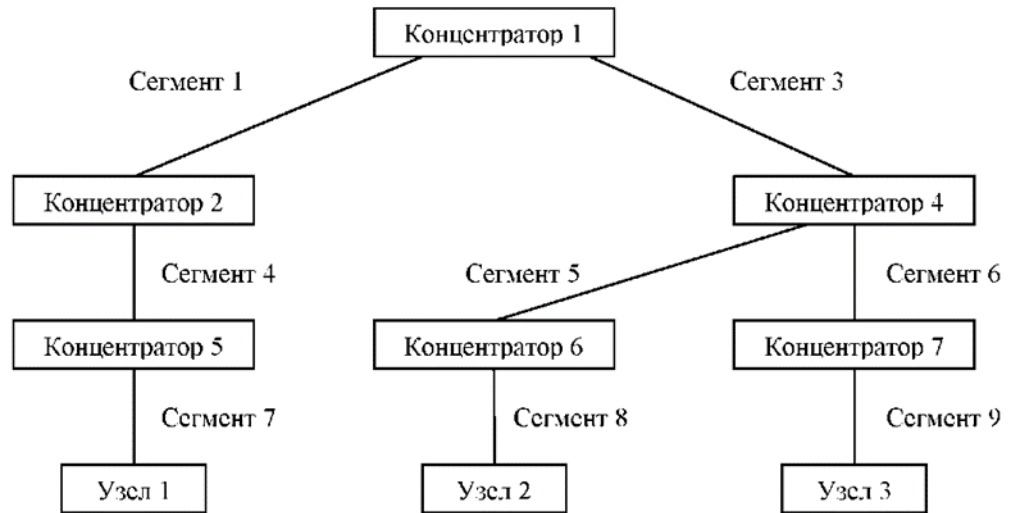 Концентратор 1
Сегмент 1
Сегмент 3
Концентратор 2
Концентратор 4
Сегмент 4
Сегмент 5
Сегмент 6
Концентратор 5
Концентратор 6
Концентратор 7
Сегмент 7
Сегмент 8
Сегмент 9
Узел 1
Узел 2
Узел 3